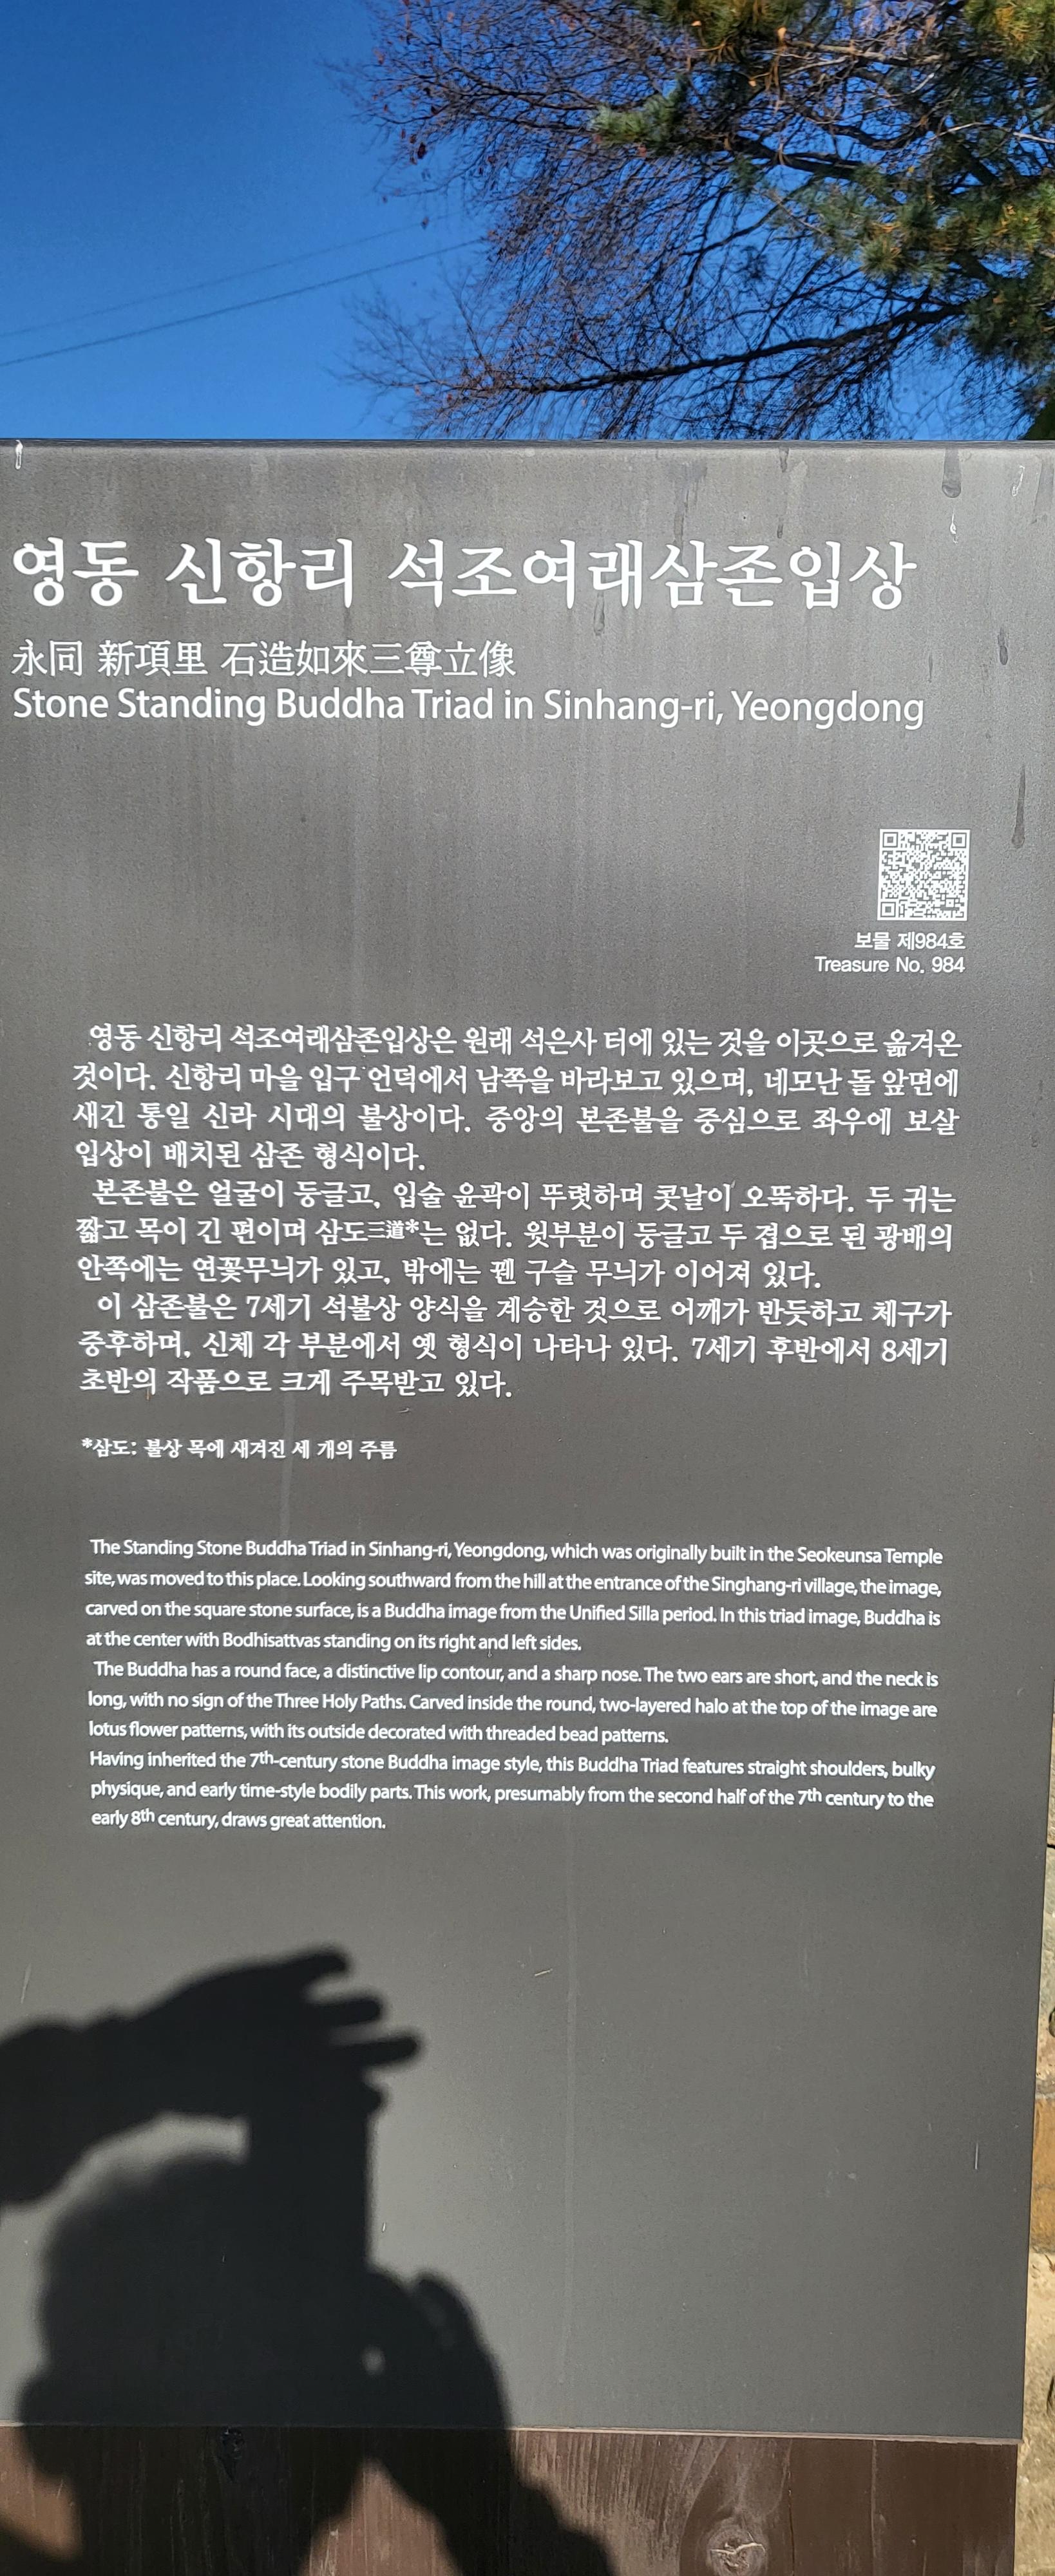 영동 신항리 석조여래삼존입상
永同 新項里 石造如來三尊立像
Stone Standing Buddha Triad in Sinhang-ri, Yeongdong
보물 제984호
Treasure No. 984
영동 신항리 석조여래삼존입상은 원래 석은사 터에 있는 것을 이곳으로 옮겨온
것이다. 신항리 마을 입구 언덕에서 남쪽을 바라보고 있으며, 네모난 돌 앞면에
새긴 통일 신라 시대의 불상이다. 중앙의 본존불을 중심으로 좌우에 보살
입상이 배치된 삼존 형식이다.
본존불은 얼굴이 둥글고, 입술 윤곽이 뚜렷하며 콧날이 오뚝하다. 두 귀는
짧고 목이 긴 편이며 삼도三道*는 없다. 윗부분이 둥글고 두 겹으로 된 광배의
안쪽에는 연꽃무늬가 있고, 밖에는 꿴 구슬 무늬가 이어져 있다.
이 삼존불은 7세기 석불상 양식을 계승한 것으로 어깨가 반듯하고 체구가
중후하며, 신체 각 부분에서 옛 형식이 나타나 있다. 7세기 후반에서 8세기
초반의 작품으로 크게 주목받고 있다.
*삼도: 불상 목에 새겨진 세 개의 주름
The Standing Stone Buddha Triad in Sinhang-ri, Yeongdong, which was originally built in the Seokeunsa Temple
site, was moved to this place. Looking southward from the hill at the entrance of the Singhang-ri village, the image,
carved on the square stone surface, is a Buddha image from the Unified Silla period. In this triad image, Buddha is
at the center with Bodhisattvas standing on its right and left sides.
The Buddha has a round face, a distinctive lip contour, and a sharp nose. The two ears are short, and the neck is
long, with no sign of the Three Holy Paths. Carved inside the round, two-layered halo at the top of the image are
lotus flower patterns, with its outside decorated with threaded bead patterns.
Having inherited the 7th-century stone Buddha image style, this Buddha Triad features straight shoulders, bulky
physique, and early time-style bodily parts. This work, presumably from the second half of the 7th century to the
early 8th century, draws great attention.